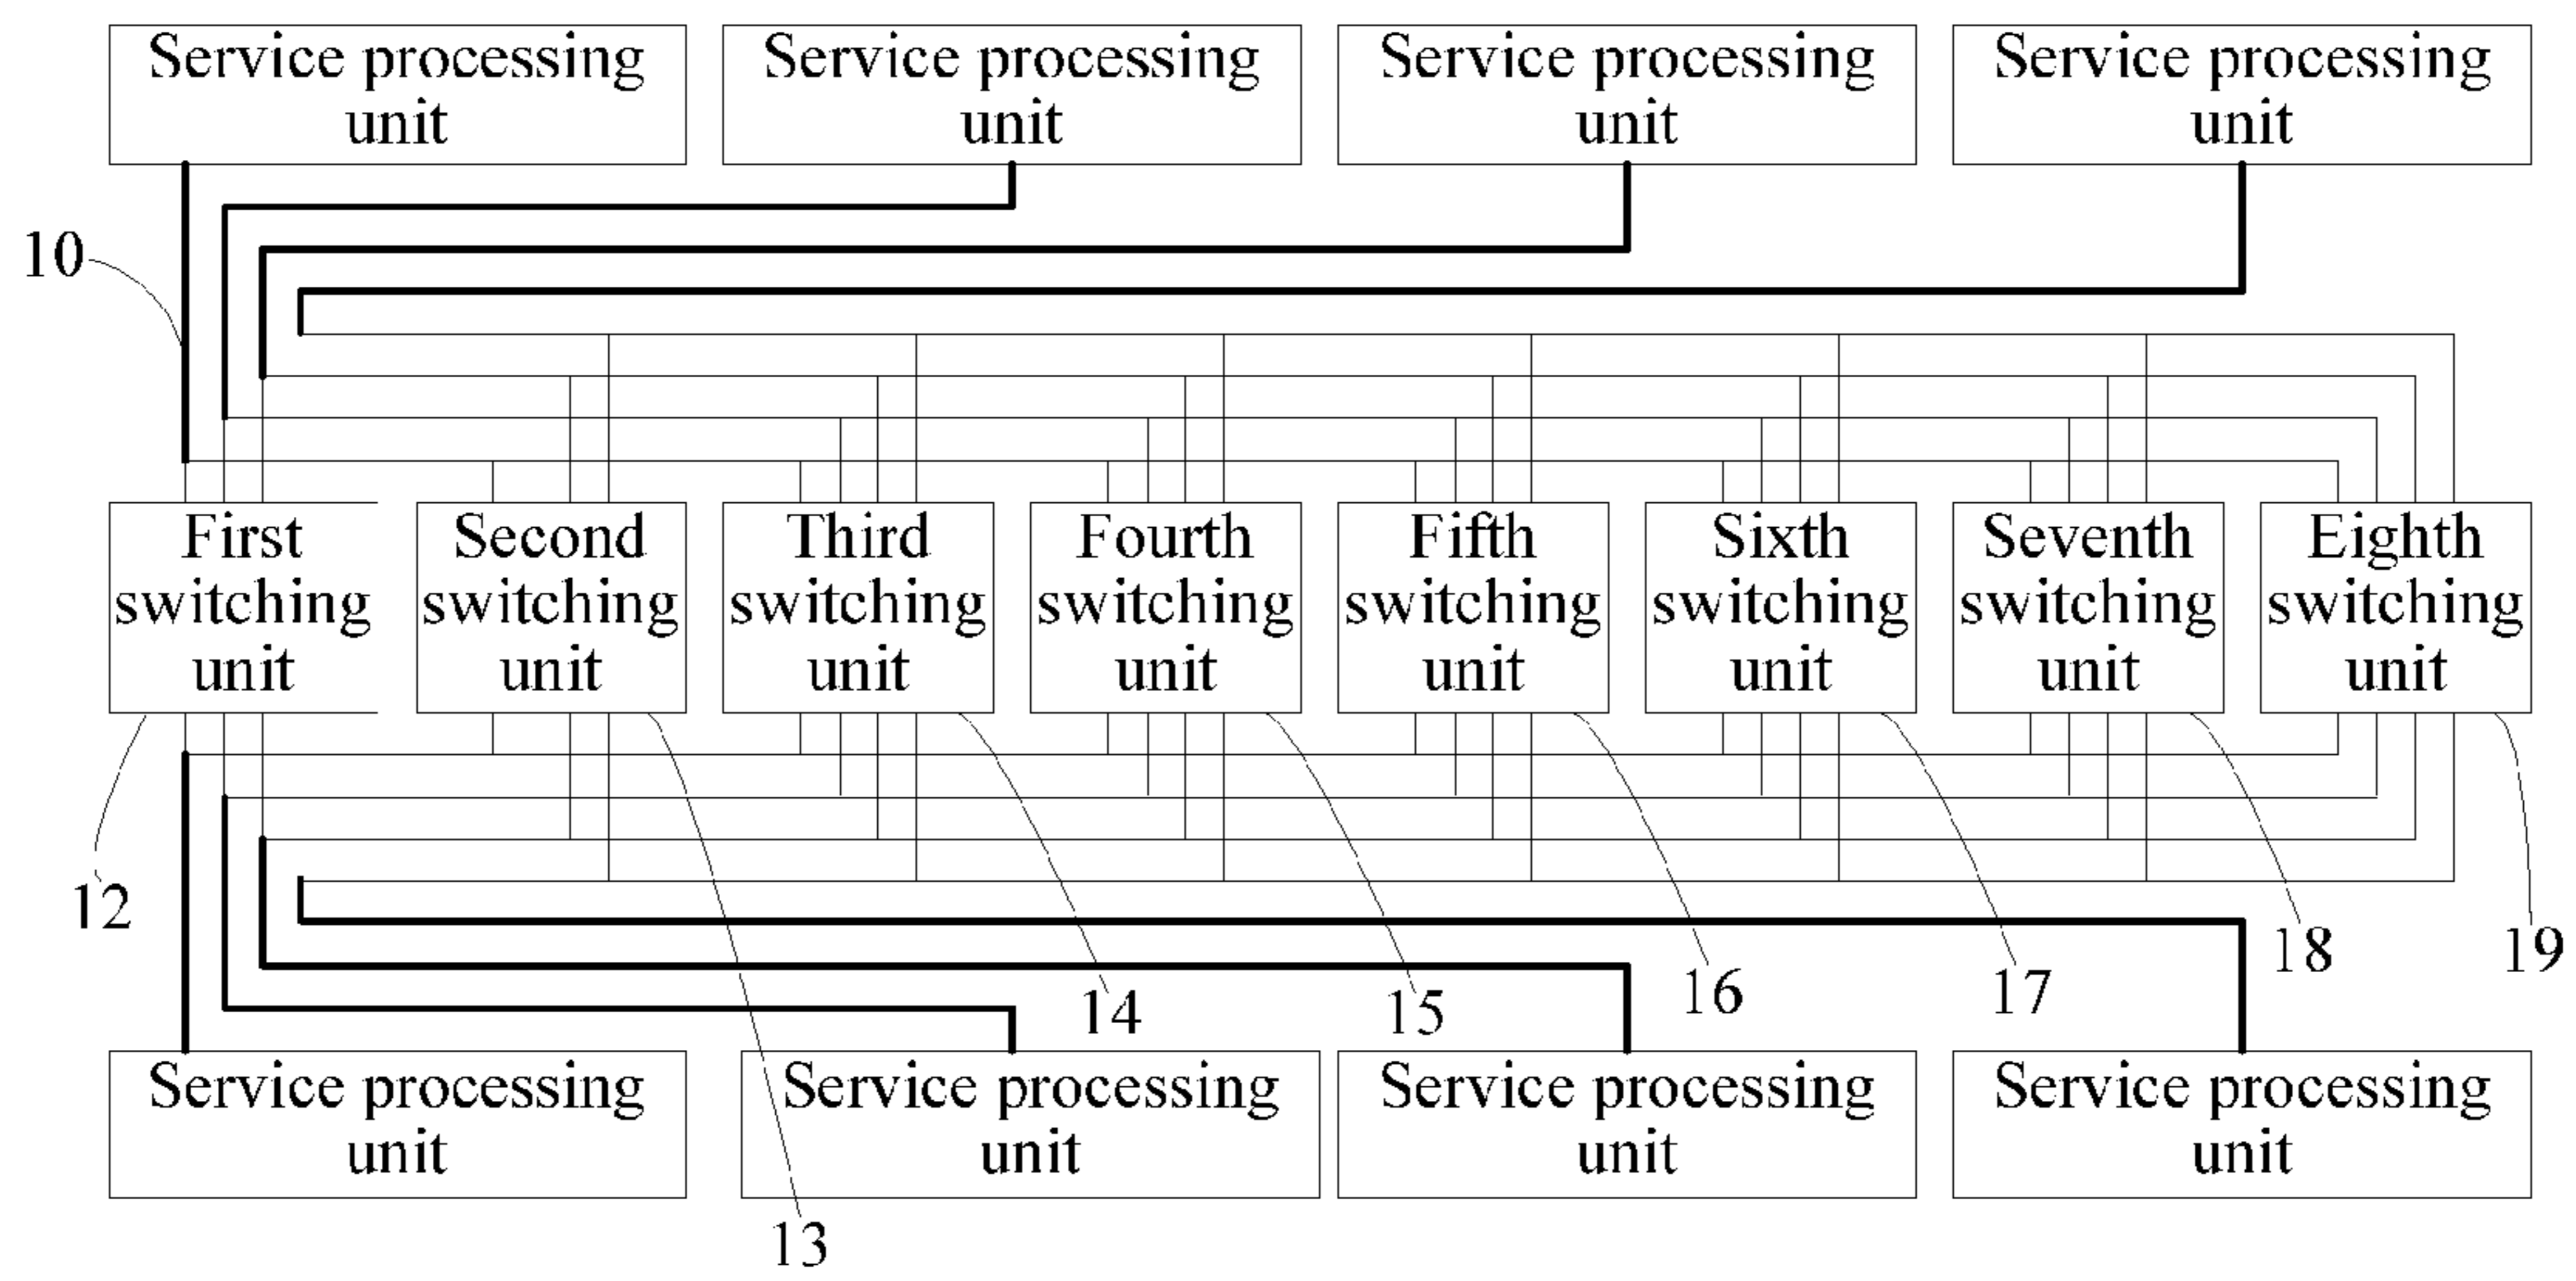 Service processing
unit
Service processing
unit
Service processing
unit
Service processing
unit
10
First
switching
unit
Second
switching
unit
Third
switching
unit
Fourth
switching
unit
Fifth
switching
unit
Sixth
switching
unit
Seventh
switching
unit
Eighth
switching
unit
12
14
15
16
17
18
19
Service processing
unit
Service processing
unit
Service processing
unit
Service processing
unit
13